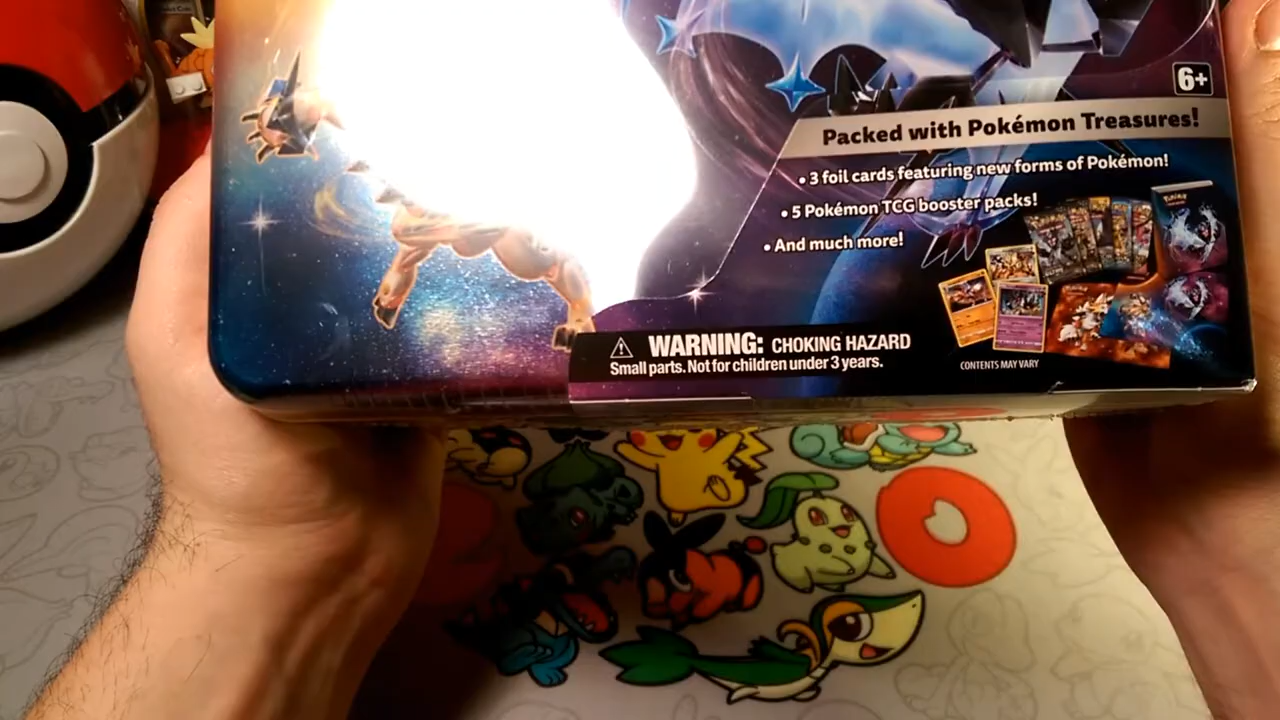 6+
Packed with Pokémon Treasures!
• 3 foil cards featuring new forms of Pokémon!
• 5 Pokémon TCG booster packs!
• And much more!
WARNING: CHOKING HAZARD
Small parts. Not for children under 3 years.
CONTENTS MAY VARY